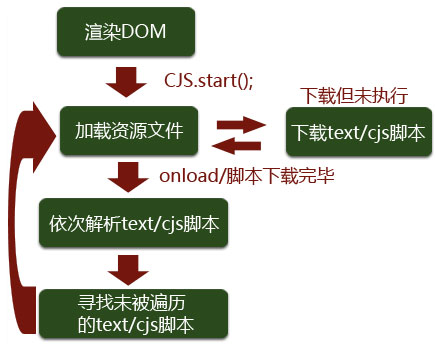 渲染DOM
CJS.start();
下载但未执行
加载资源文件
下载text/cjs脚本
onload/脚本下载完毕
依次解析text/cjs脚本
寻找未被遍历
的text/cjs脚本